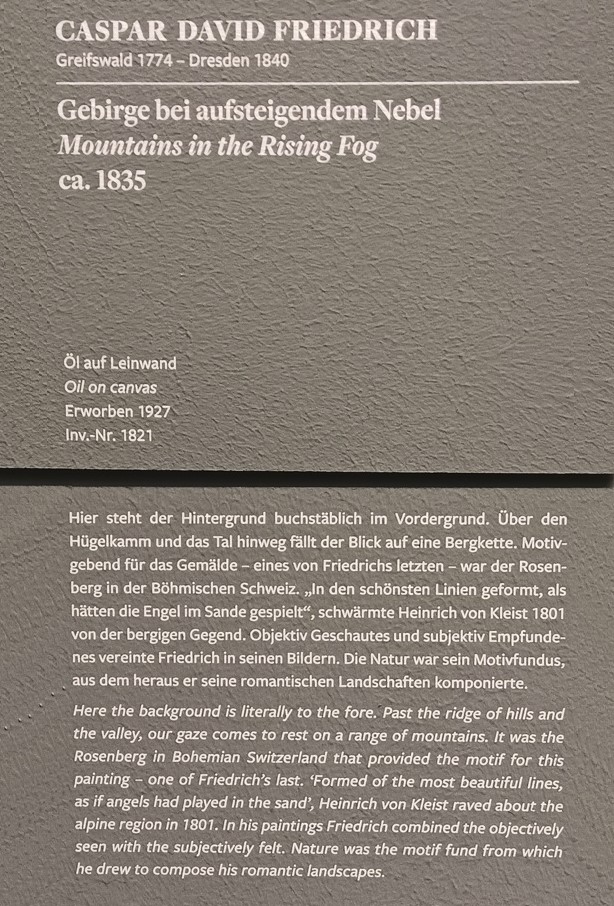 CASPAR DAVID FRIEDRICH
Greifswald 1774 – Dresden 1840
Gebirge bei aufsteigendem Nebel
Mountains in the Rising Fog
ca. 1835
Öl auf Leinwand
Oil on canvas
Erworben 1927
Inv.-Nr. 1821
Hier steht der Hintergrund buchstäblich im Vordergrund. Über den
Hügelkamm und das Tal hinweg fällt der Blick auf eine Bergkette. Motiv-
gebend für das Gemälde – eines von Friedrichs letzten – war der Rosen-
berg in der Böhmischen Schweiz. „In den schönsten Linien geformt, als
hätten die Engel im Sande gespielt“, schwärmte Heinrich von Kleist 1801
von der bergigen Gegend. Objektiv Geschautes und subjektiv Empfunde-
nes vereinte Friedrich in seinen Bildern. Die Natur war sein Motivfundus,
aus dem heraus er seine romantischen Landschaften komponierte.
Here the background is literally to the fore. Past the ridge of hills and
the valley, our gaze comes to rest on a range of mountains. It was the
Rosenberg in Bohemian Switzerland that provided the motif for this
painting – one of Friedrich's last. ‘Formed of the most beautiful lines,
as if angels had played in the sand’, Heinrich von Kleist raved about the
alpine region in 1801. In his paintings Friedrich combined the objectively
seen with the subjectively felt. Nature was the motif fund from which
he drew to compose his romantic landscapes.